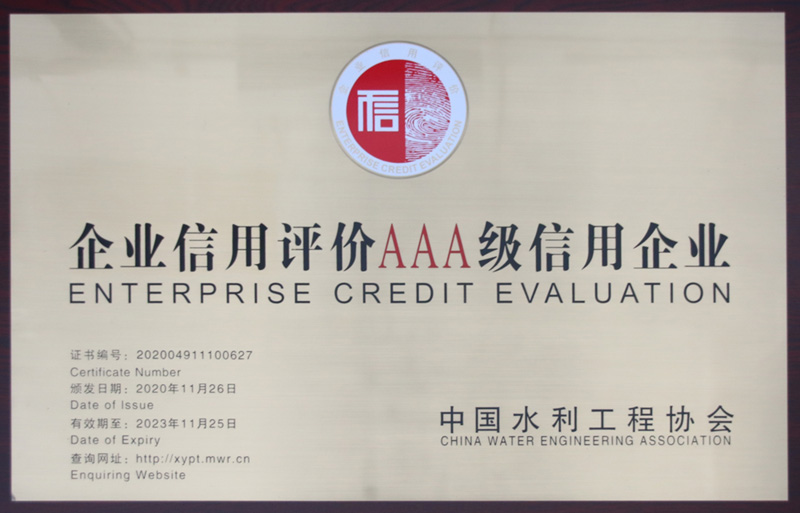 企业信用评价
信
ENTERPRISE CREDIT EVALUATION
企业信用评价AAA级信用企业
ENTERPRISE CREDIT EVALUATION
证书编号：202004911100627
Certificate Number
颁发日期：2020年11月26日
Date of Issue
有效期至：2023年11月25日
Date of Expiry
查询网址：http://xypt.mwr.cn
Enquiring Website
中国水利工程协会
CHINA WATER ENGINEERING ASSOCIATION